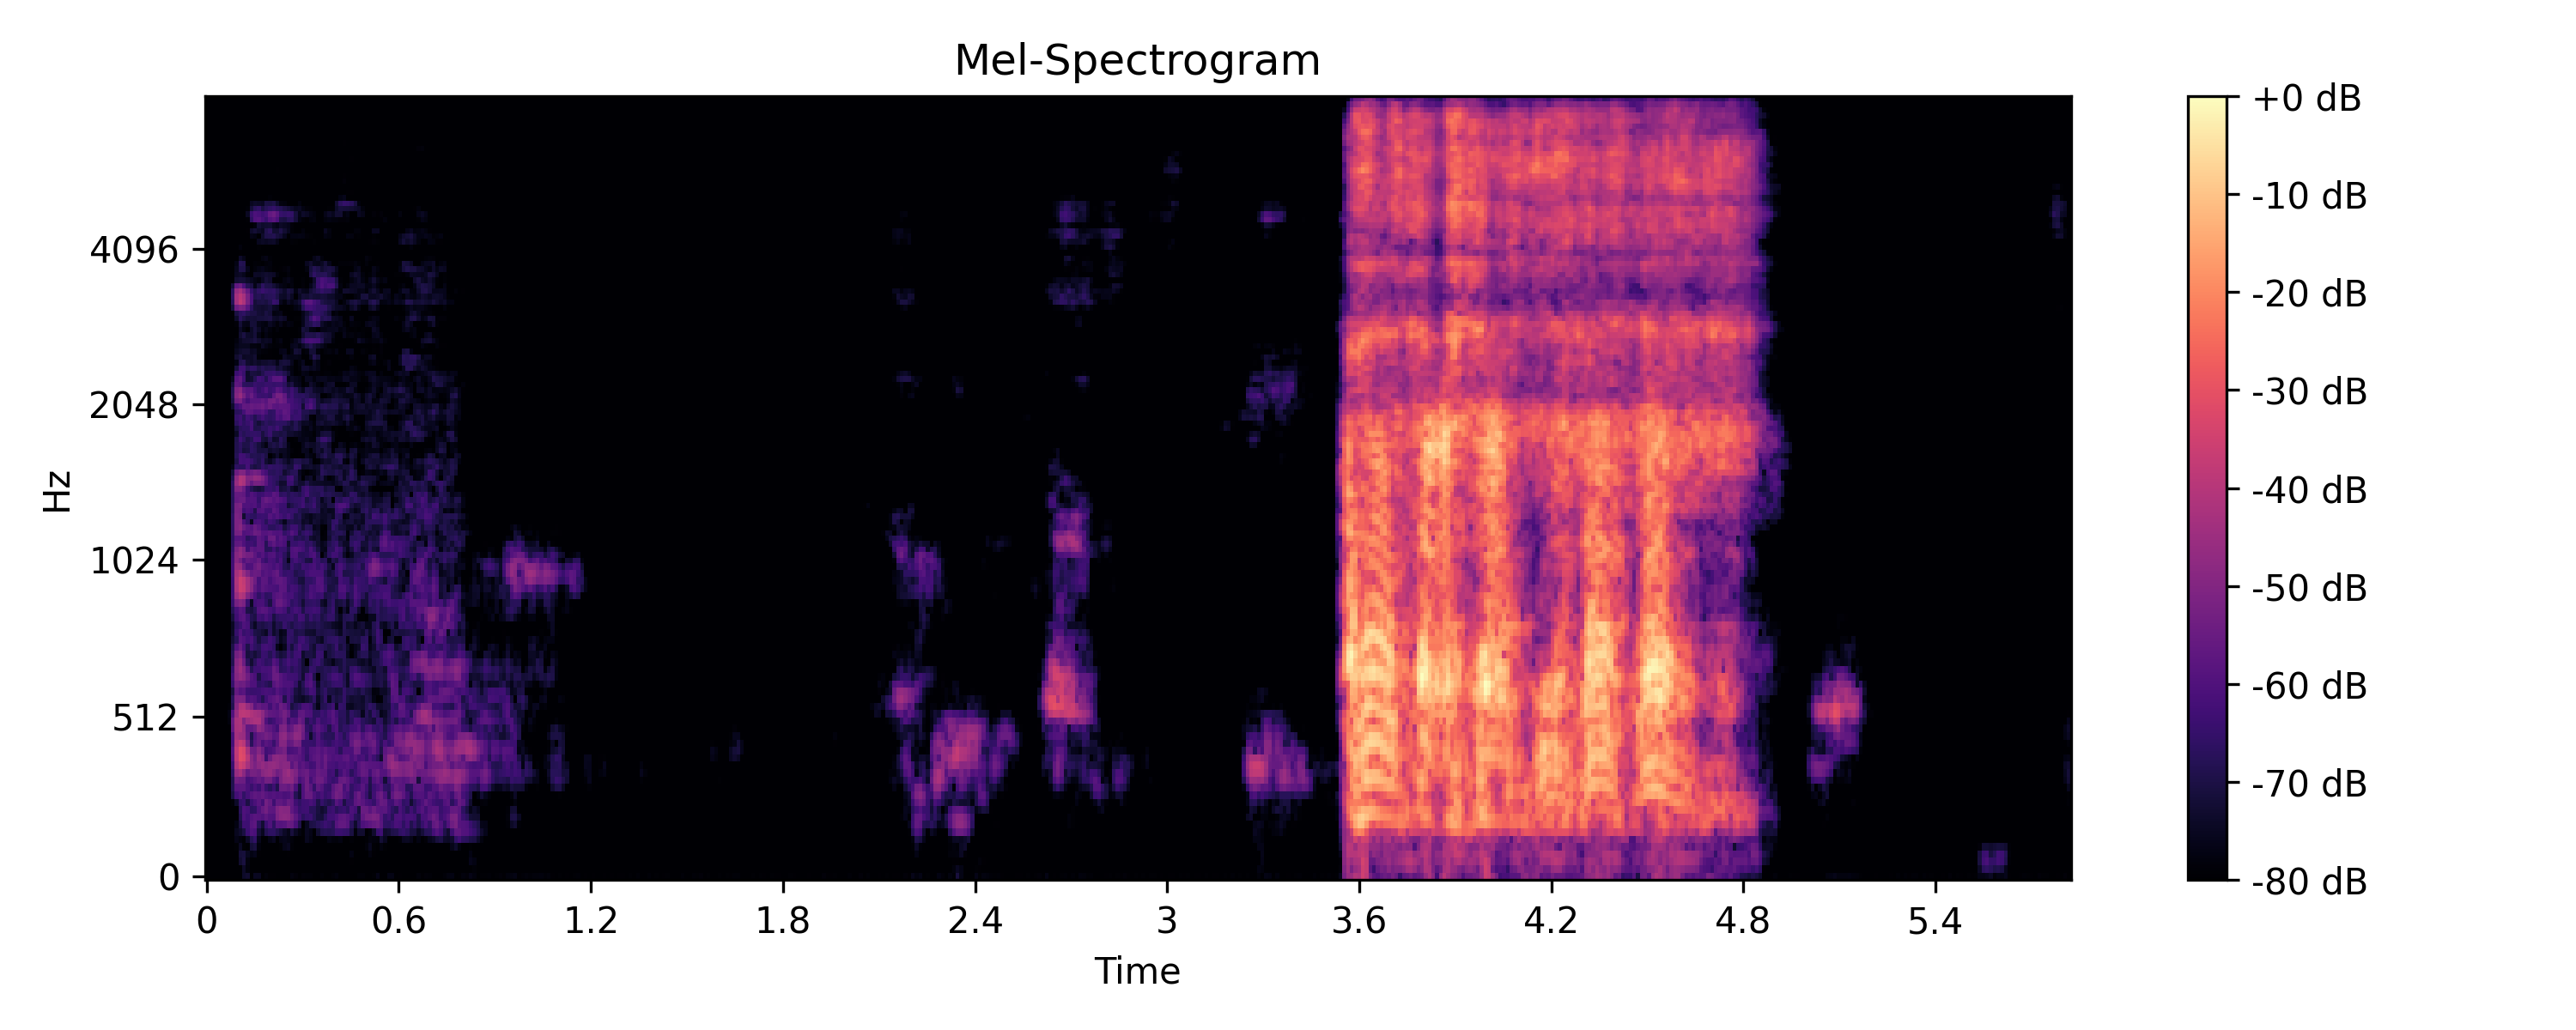 Mel-Spectrogram
+0 dB
-10 dB
-20 dB
-30 dB
-40 dB
-50 dB
-60 dB
-70 dB
-80 dB
Hz
4096
2048
1024
512
0
0 0.6 1.2 1.8 2.4 3 3.6 4.2 4.8 5.4
Time